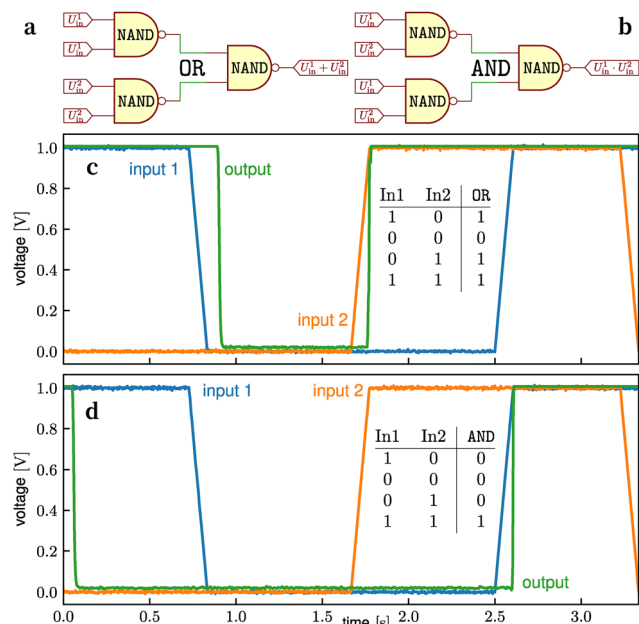 a
U¹in
U¹in
NAND
U²in
U²in
NAND
OR
NAND
U¹in + U²in
b
U¹in
U²in
NAND
U¹in
U²in
NAND
AND
NAND
U¹in · U²in
c
voltage [V]
1.0
0.8
0.6
0.4
0.2
0.0
input 1
output
input 2
In1 In2 OR
1 0 1
0 0 0
0 1 1
1 1 1
d
voltage [V]
1.0
0.8
0.6
0.4
0.2
0.0
input 1
input 2
output
In1 In2 AND
1 0 0
0 0 0
0 1 0
1 1 1
0.0 0.5 1.0 1.5 2.0 2.5 3.0
time [s]